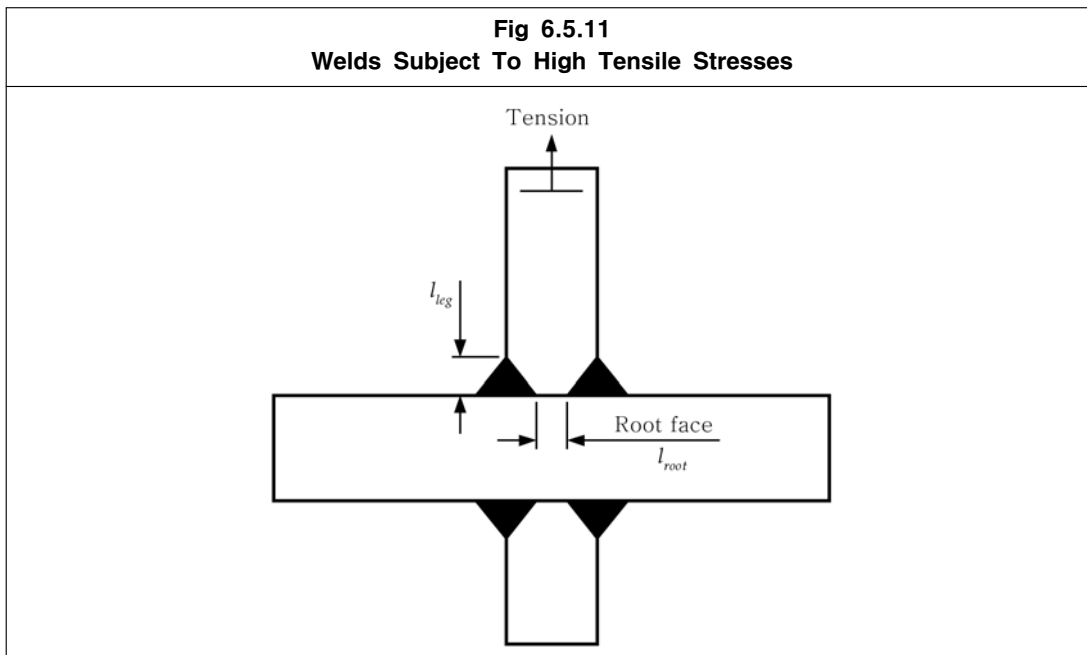 Fig 6.5.11
Welds Subject To High Tensile Stresses
Tension
l_leg
Root face
l_root